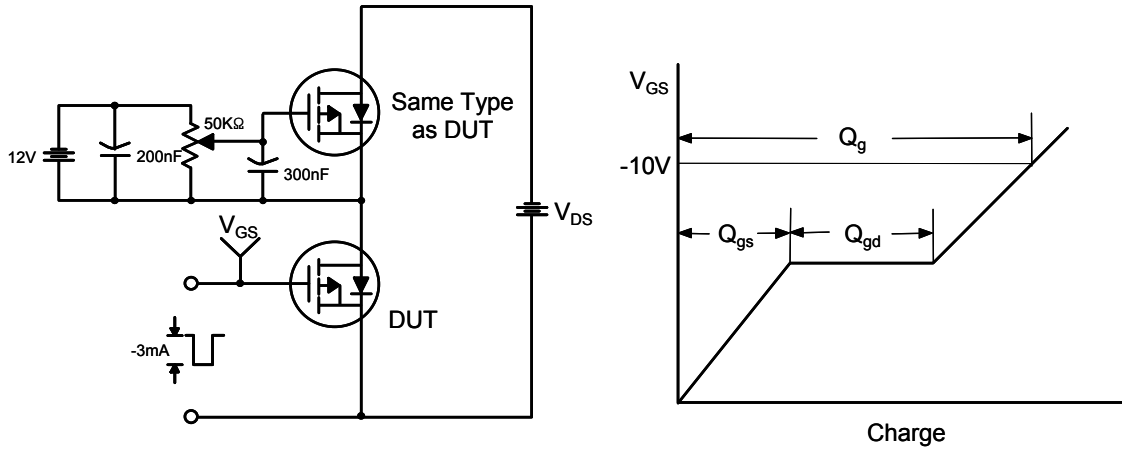 50KΩ
12V
200nF
300nF
Same Type
as DUT
V_DS
V_GS
DUT
-3mA
V_GS
Q_g
-10V
Q_gs
Q_gd
Charge